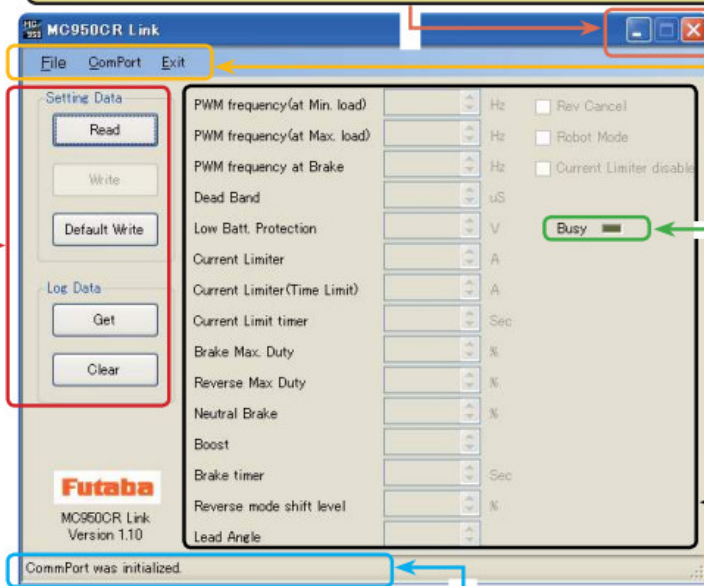 MC950CR Link
File ComPort Exit
Setting Data
Read
Write
Default Write
Log Data
Get
Clear
PWM frequency(at Min. load) Hz
PWM frequency(at Max. load) Hz
PWM frequency at Brake Hz
Dead Band uS
Low Batt. Protection V
Current Limiter A
Current Limiter(Time Limit) A
Current Limit timer Sec
Brake Max. Duty %
Reverse Max Duty %
Neutral Brake %
Boost
Brake timer Sec
Reverse mode shift level %
Lead Angle
Rev Cancel
Robot Mode
Current Limiter disable
Busy
Futaba
MC950CR Link
Version 1.10
CommPort was initialized.